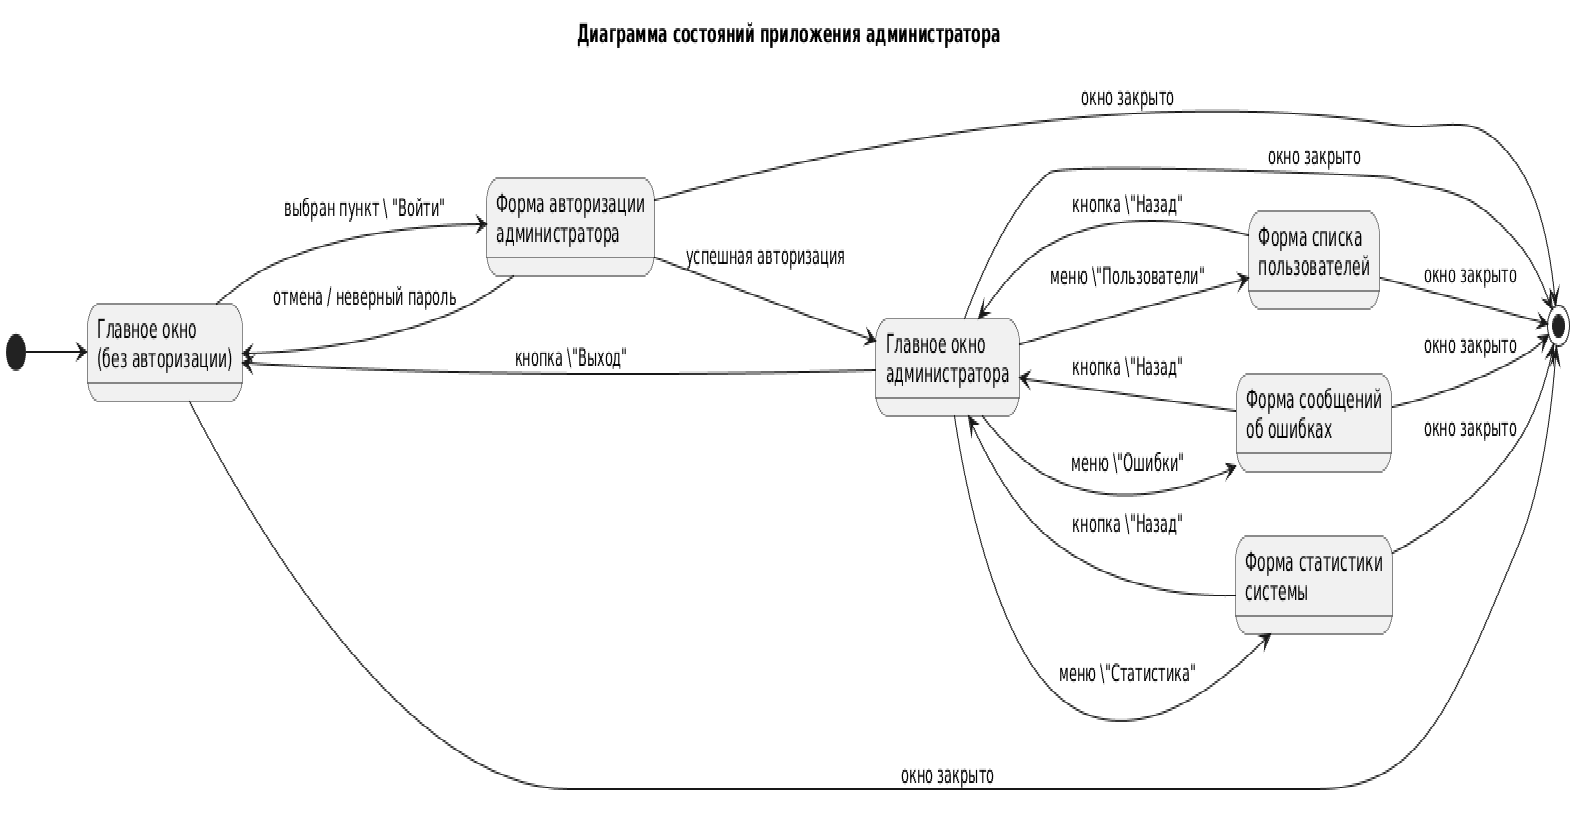 Диаграмма состояний приложения администратора
окно закрыто
окно закрыто
кнопка \"Назад"
выбран пункт \ "Войти"
Форма авторизации
администратора
Форма списка
пользователей
успешная авторизация
меню \"Пользователи"
окно закрыто
отмена / неверный пароль
Главное окно
(без авторизации)
кнопка \"Выход"
Главное окно
администратора
окно закрыто
кнопка \"Назад"
Форма сообщений
об ошибках
окно закрыто
меню \"Ошибки"
кнопка \"Назад"
Форма статистики
системы
меню \"Статистика"
окно закрыто